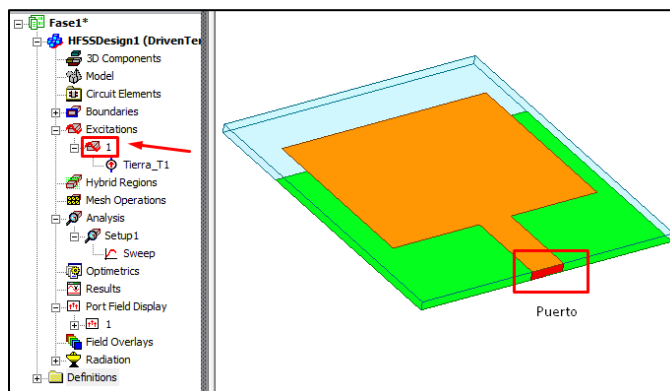 Fase1*
HFSSDesign1 (DrivenTer
3D Components
Model
Circuit Elements
Boundaries
Excitations
1
Tierra_T1
Hybrid Regions
Mesh Operations
Analysis
Setup1
Sweep
Optimetrics
Results
Port Field Display
1
Field Overlays
Radiation
Definitions
Puerto